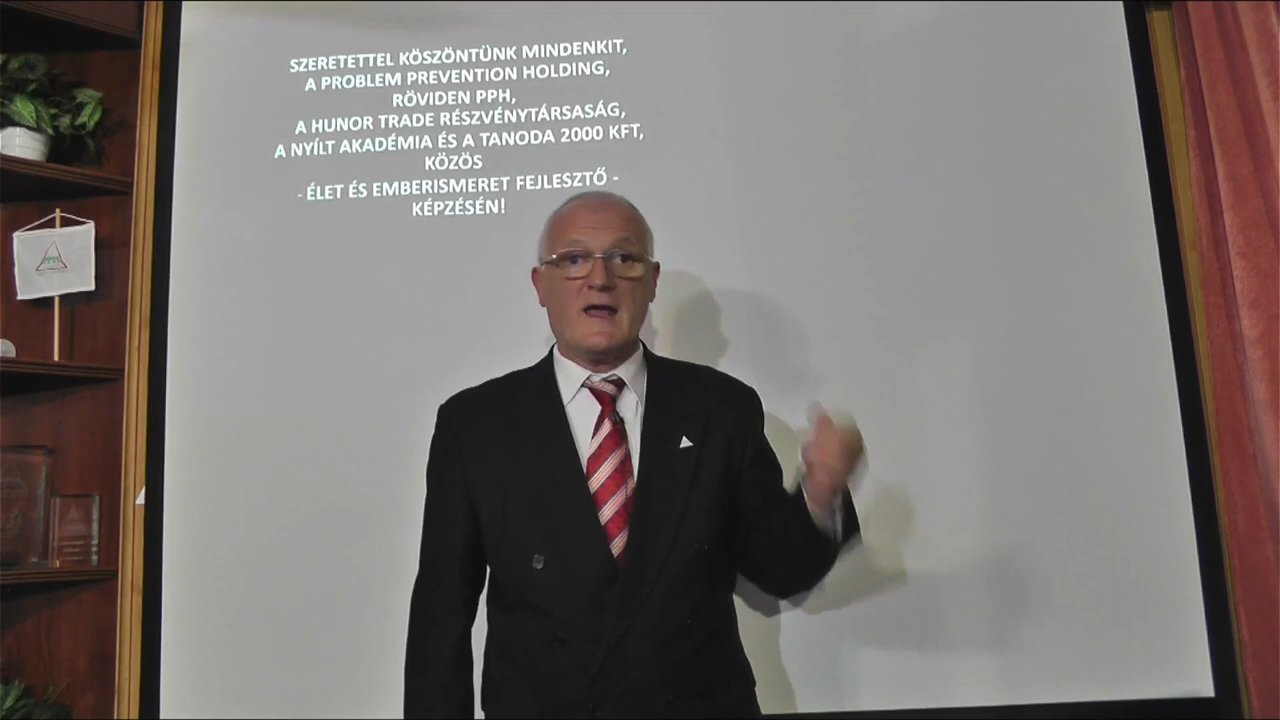 SZERETETTEL KÖSZÖNTÜNK MINDENKIT,
A PROBLEM PREVENTION HOLDING,
RÖVIDEN PPH,
A HUNOR TRADE RÉSZVÉNYTÁRSASÁG,
A NYÍLT AKADÉMIA ÉS A TANODA 2000 KFT,
KÖZÖS
- ÉLET ÉS EMBERISMERET FEJLESZTŐ -
KÉPZÉSÉN!